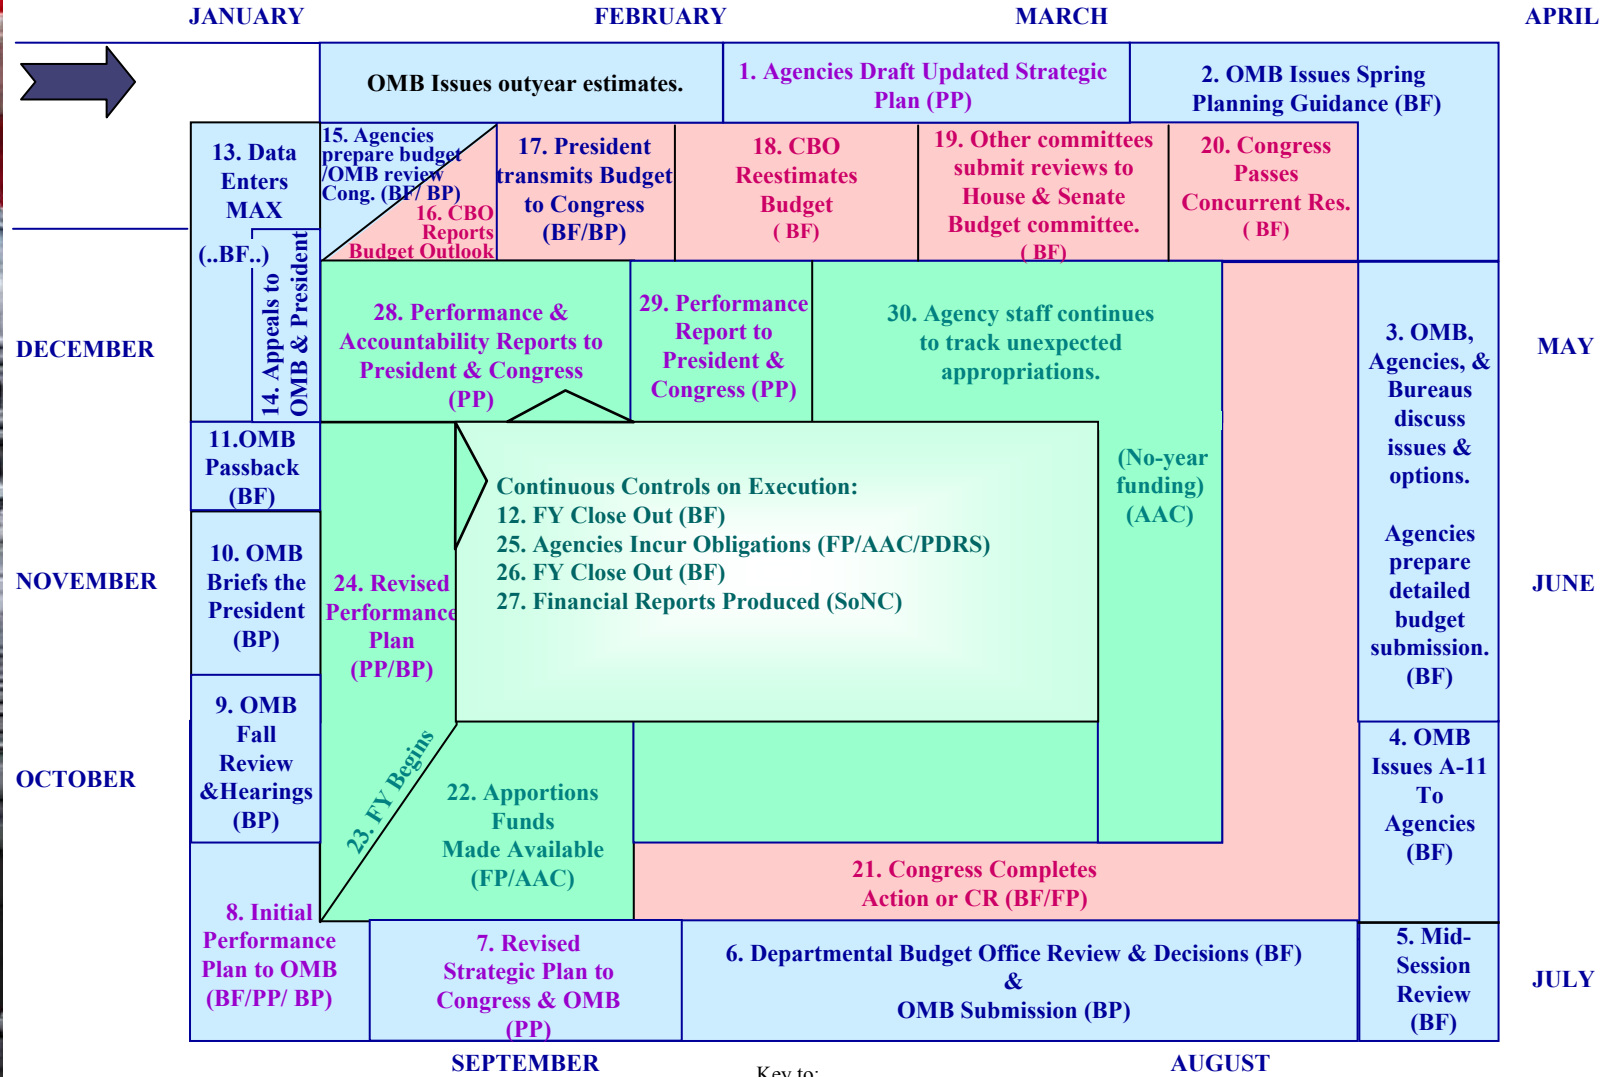 JANUARY
FEBRUARY
MARCH
APRIL
OMB Issues outyear estimates.
1. Agencies Draft Updated Strategic
Plan (PP)
2. OMB Issues Spring
Planning Guidance (BF)
13. Data
Enters
MAX
(..BF..)
14. Appeals to
OMB & President
15. Agencies
prepare budget
/OMB review
Cong. (BF/ BP)
16. CBO
Reports
Budget Outlook
17. President
transmits Budget
to Congress
(BF/BP)
18. CBO
Reestimates
Budget
( BF)
19. Other committees
submit reviews to
House & Senate
Budget committee.
( BF)
20. Congress
Passes
Concurrent Res.
( BF)
DECEMBER
28. Performance &
Accountability Reports to
President & Congress
(PP)
29. Performance
Report to
President &
Congress (PP)
30. Agency staff continues
to track unexpected
appropriations.
(No-year
funding)
(AAC)
3. OMB,
Agencies, &
Bureaus
discuss
issues &
options.
Agencies
prepare
detailed
budget
submission.
(BF)
MAY
11.OMB
Passback
(BF)
Continuous Controls on Execution:
12. FY Close Out (BF)
25. Agencies Incur Obligations (FP/AAC/PDRS)
26. FY Close Out (BF)
27. Financial Reports Produced (SoNC)
NOVEMBER
10. OMB
Briefs the
President
(BP)
24. Revised
Performance
Plan
(PP/BP)
JUNE
OCTOBER
9. OMB
Fall
Review
&Hearings
(BP)
23. FY Begins
22. Apportions
Funds
Made Available
(FP/AAC)
4. OMB
Issues A-11
To
Agencies
(BF)
21. Congress Completes
Action or CR (BF/FP)
8. Initial
Performance
Plan to OMB
(BF/PP/ BP)
7. Revised
Strategic Plan to
Congress & OMB
(PP)
6. Departmental Budget Office Review & Decisions (BF)
&
OMB Submission (BP)
5. Mid-
Session
Review
(BF)
JULY
SEPTEMBER
AUGUST
Key to: